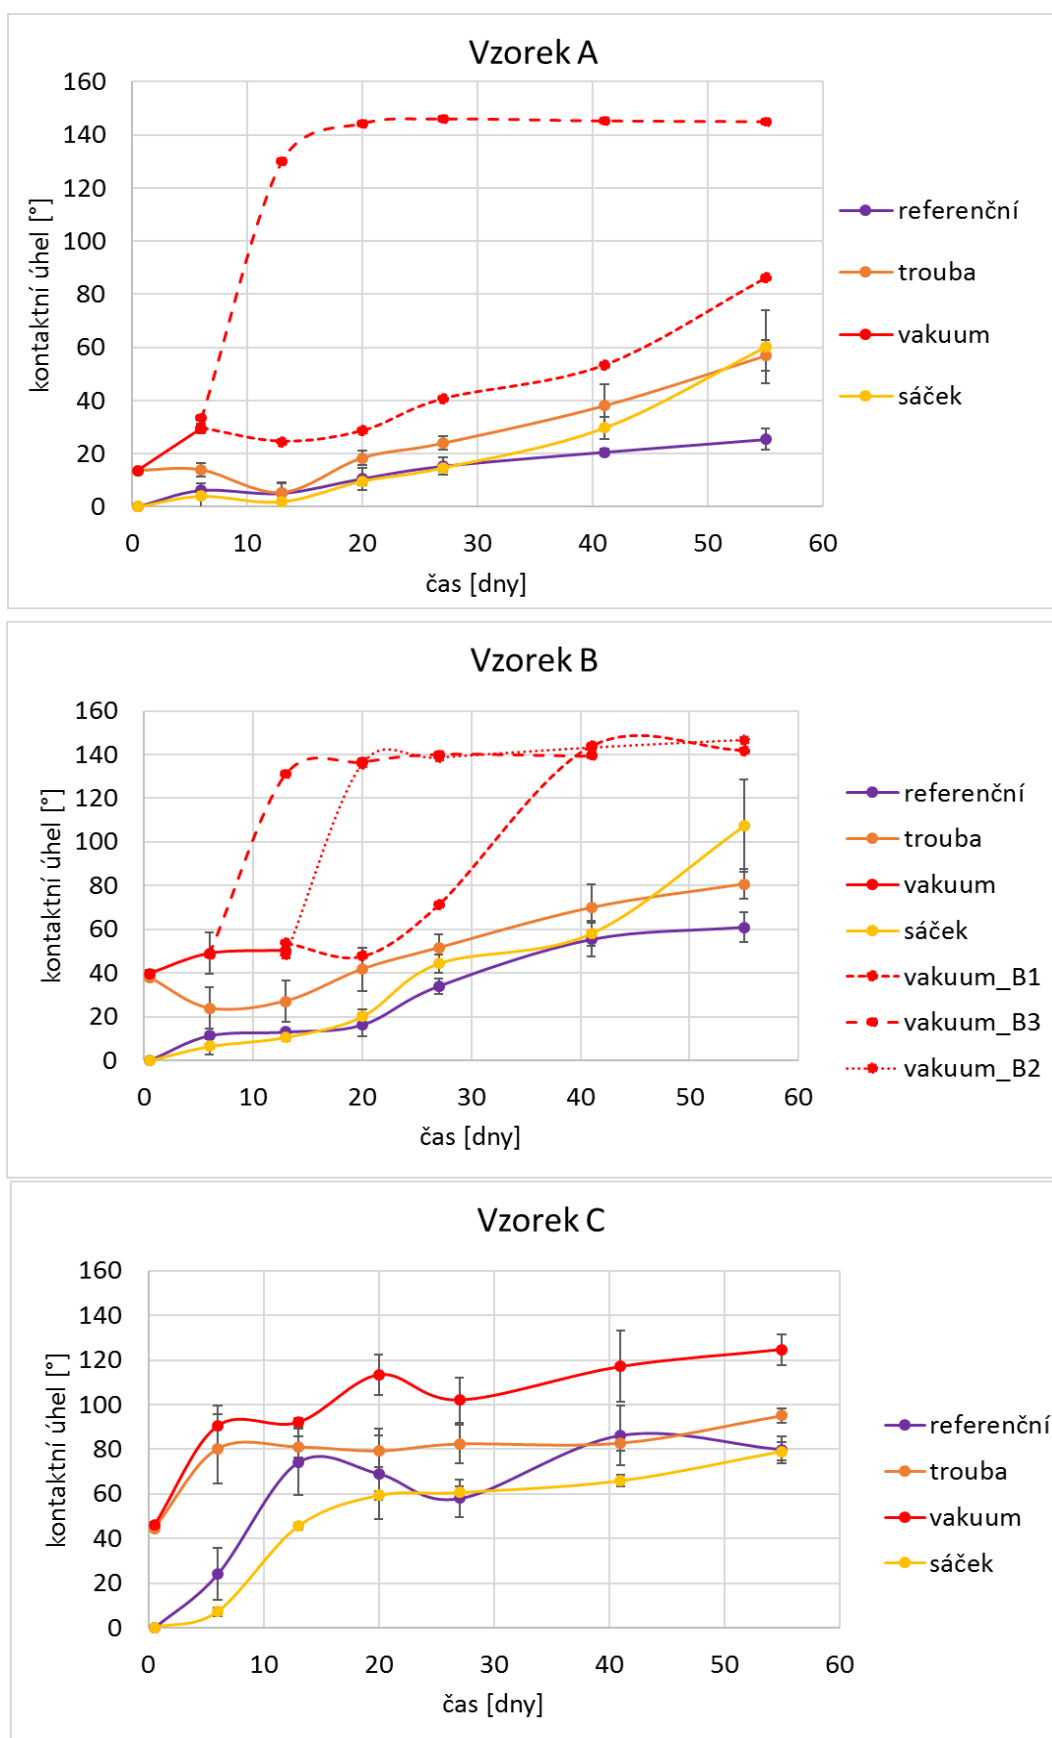 Vzorek A
160
140
120
100
80
60
40
20
0
kontaktní úhel [°]
0 10 20 30 40 50 60
čas [dny]
referenční
trouba
vakuum
sáček
Vzorek B
160
140
120
100
80
60
40
20
0
kontaktní úhel [°]
0 10 20 30 40 50 60
čas [dny]
referenční
trouba
vakuum
sáček
vakuum_B1
vakuum_B3
vakuum_B2
Vzorek C
160
140
120
100
80
60
40
20
0
kontaktní úhel [°]
0 10 20 30 40 50 60
čas [dny]
referenční
trouba
vakuum
sáček